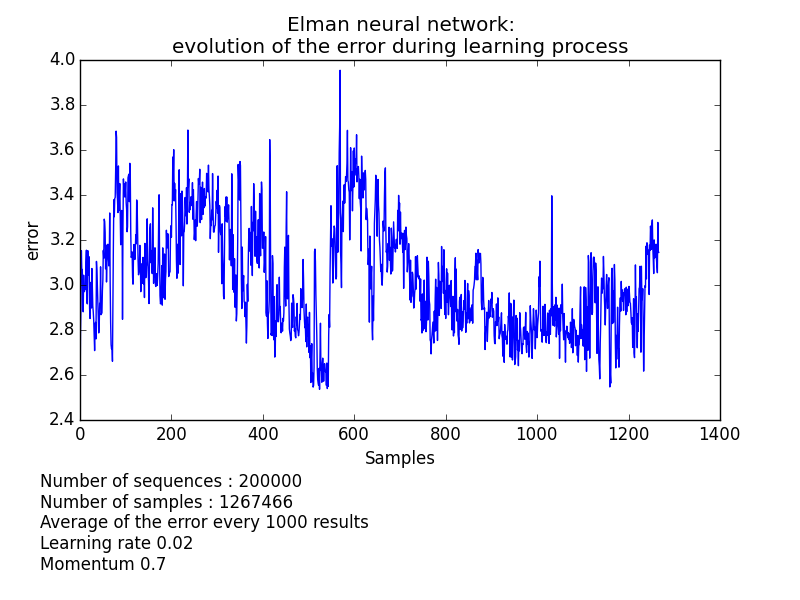 Elman neural network:
evolution of the error during learning process
4.0
3.8
3.6
3.4
3.2
3.0
2.8
2.6
2.4
error
0 200 400 600 800 1000 1200 1400
Samples
Number of sequences : 200000
Number of samples : 1267466
Average of the error every 1000 results
Learning rate 0.02
Momentum 0.7